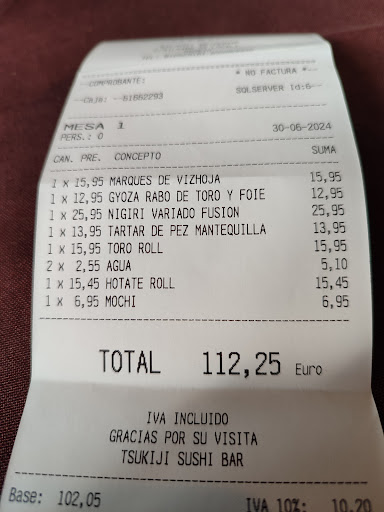 COMPROBANTE: * NO FACTURA *
Caja: 61662293 SOLSERVER Id:6
MESA 1 30-06-2024
PERS.: 0
CAN. PRE. CONCEPTO SUMA
1 x 15,95 MARQUES DE VIZHOJA 15,95
1 x 12,95 GYOZA RABO DE TORO Y FOIE 12,95
1 x 25,95 NIGIRI VARIADO FUSION 25,95
1 x 13,95 TARTAR DE PEZ MANTEQUILLA 13,95
1 x 15,95 TORO ROLL 15,95
2 x 2,55 AGUA 5,10
1 x 15,45 HOTATE ROLL 15,45
1 x 6,95 MOCHI 6,95
TOTAL 112,25 Euro
IVA INCLUIDO
GRACIAS POR SU VISITA
TSUKIJI SUSHI BAR
Base: 102,05 IVA 10%: 10,20